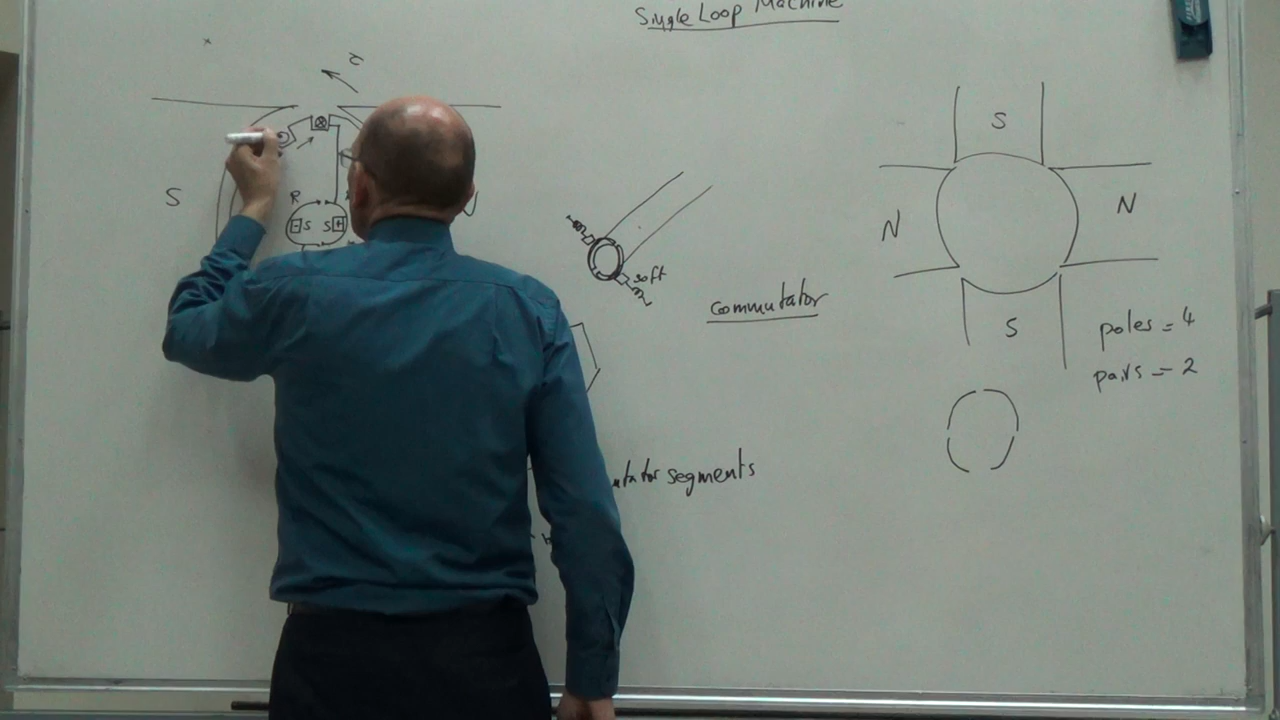 Single Loop Machine
τ
S
R
S S
N
soft
commutator
segments
S
N
N
S
poles = 4
pairs = 2